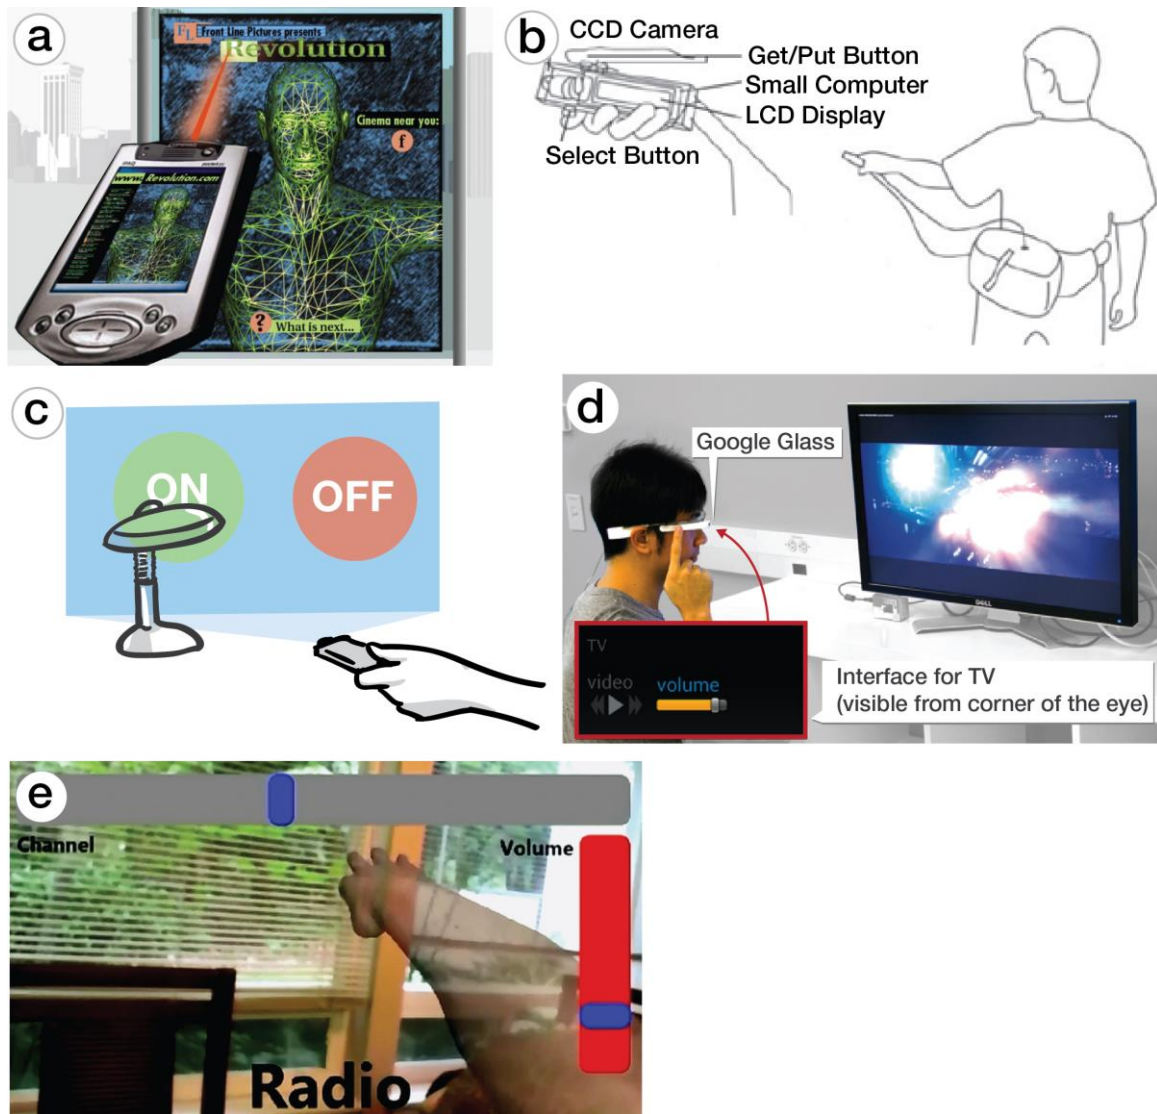 a
FL Front Line Pictures presents
Revolution
Cinema near you:
f
iPAQ
www.Revolution.com
? What is next...
b
CCD Camera
Get/Put Button
Small Computer
LCD Display
Select Button
c
ON
OFF
d
Google Glass
DELL
TV
video
volume
Interface for TV
(visible from corner of the eye)
e
Channel
Volume
Radio